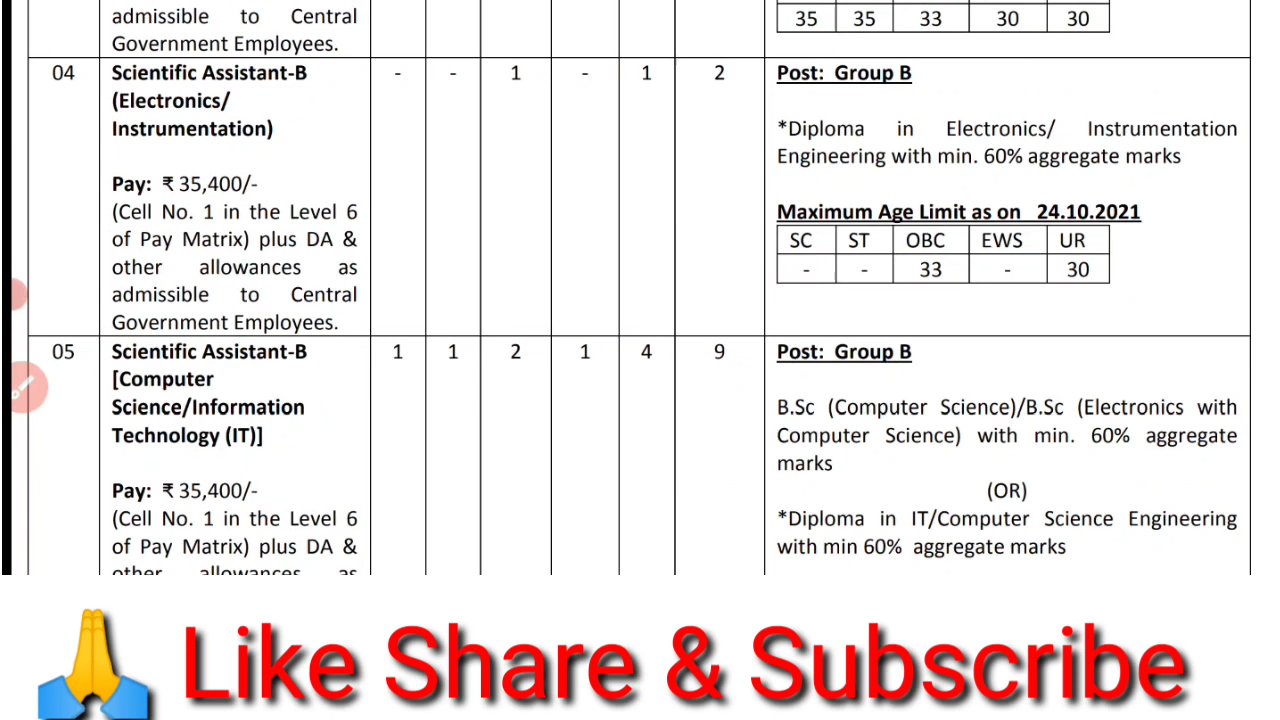 admissible to Central
Government Employees.
35 35 33 30 30
04 Scientific Assistant-B
(Electronics/
Instrumentation)
Pay: ₹ 35,400/-
(Cell No. 1 in the Level 6
of Pay Matrix) plus DA &
other allowances as
admissible to Central
Government Employees.
- - 1 - 1 2
Post: Group B
*Diploma in Electronics/ Instrumentation
Engineering with min. 60% aggregate marks
Maximum Age Limit as on 24.10.2021
SC ST OBC EWS UR
- - 33 - 30
05 Scientific Assistant-B
[Computer
Science/Information
Technology (IT)]
Pay: ₹ 35,400/-
(Cell No. 1 in the Level 6
of Pay Matrix) plus DA &
other allowances as
1 1 2 1 4 9
Post: Group B
B.Sc (Computer Science)/B.Sc (Electronics with
Computer Science) with min. 60% aggregate
marks
(OR)
*Diploma in IT/Computer Science Engineering
with min 60% aggregate marks
Like Share & Subscribe